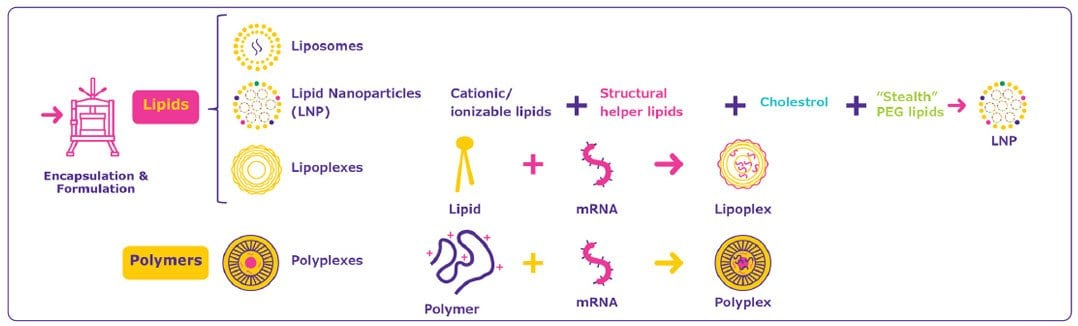 Liposomes
Lipids
Lipid Nanoparticles
(LNP)
Cationic/
ionizable lipids
+
Structural
helper lipids
+
Cholestrol
+
“Stealth”
PEG lipids
LNP
Encapsulation &
Formulation
Lipoplexes
+
Lipid
mRNA
Lipoplex
Polymers
Polyplexes
+
+
+
+
+
Polymer
mRNA
Polyplex